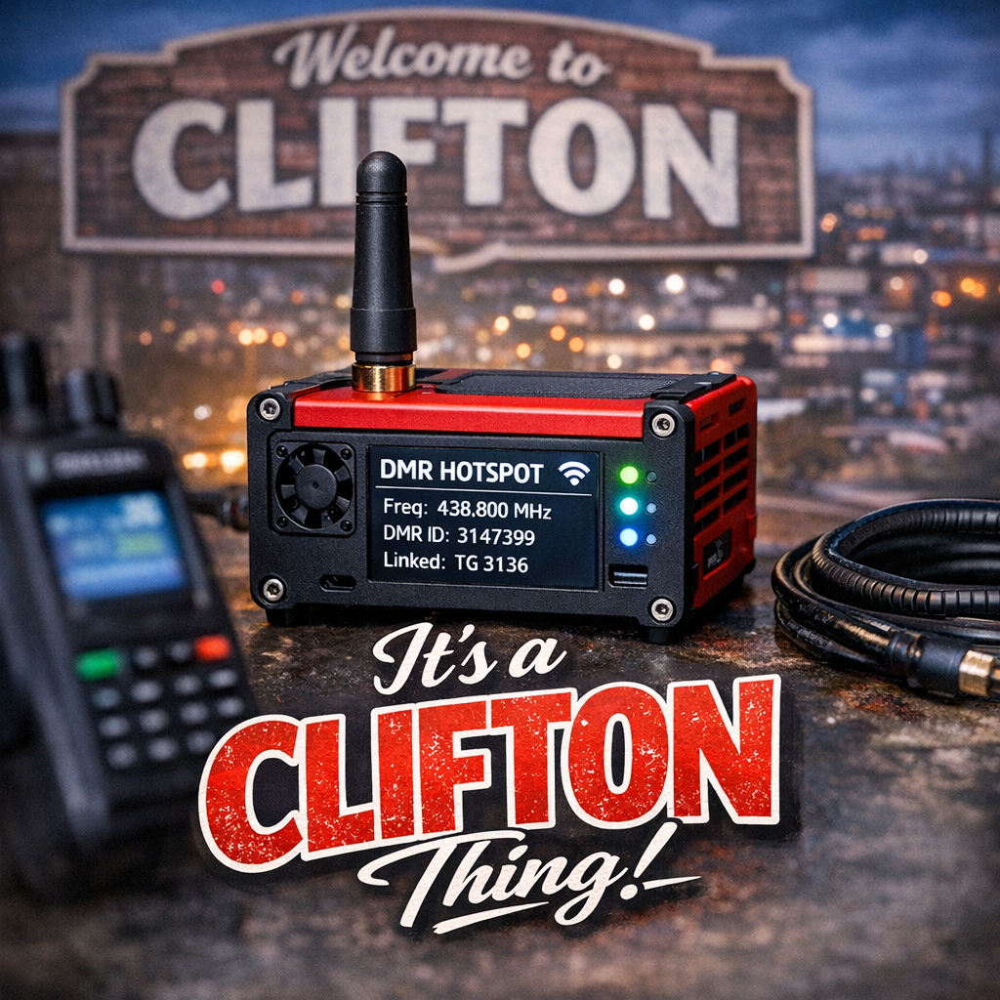 Welcome to
CLIFTON
DMR HOTSPOT
Freq: 438.800 MHz
DMR ID: 3147399
Linked: TG 3136
It's a
CLIFTON
Thing!